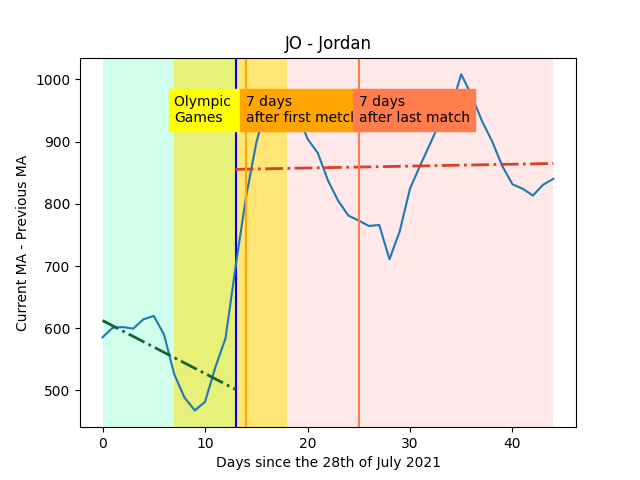 JO - Jordan
Current MA - Previous MA
1000
900
800
700
600
500
Olympic
Games
7 days
after first
7 days
after last match
0
10
20
30
40
Days since the 28th of July 2021